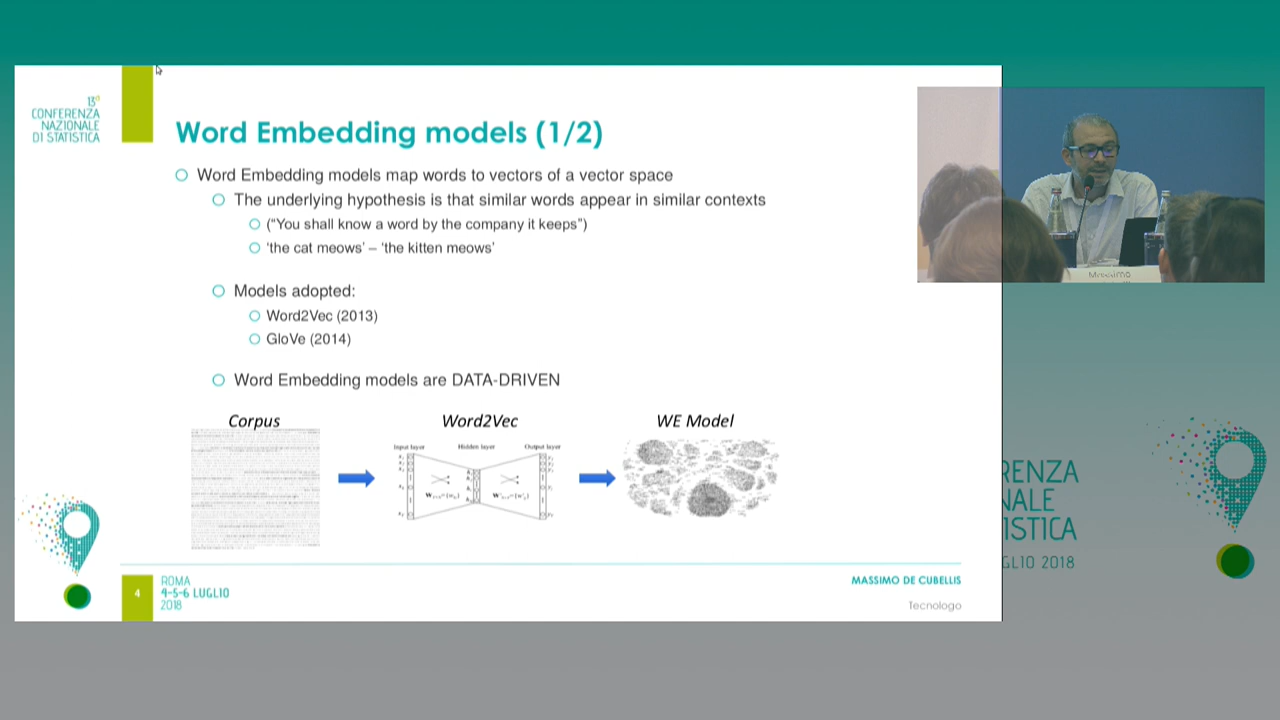 13ª
CONFERENZA
NAZIONALE
DI STATISTICA
Word Embedding models (1/2)
Word Embedding models map words to vectors of a vector space
The underlying hypothesis is that similar words appear in similar contexts
(“You shall know a word by the company it keeps”)
‘the cat meows’ – ‘the kitten meows’
Models adopted:
Word2Vec (2013)
GloVe (2014)
Word Embedding models are DATA-DRIVEN
Corpus
Word2Vec
WE Model
Input layer
Hidden layer
Output layer
4
ROMA
4-5-6 LUGLIO
2018
MASSIMO DE CUBELLIS
Tecnologo
Massimo
RENZA
NALE
ISTICA
GLIO 2018